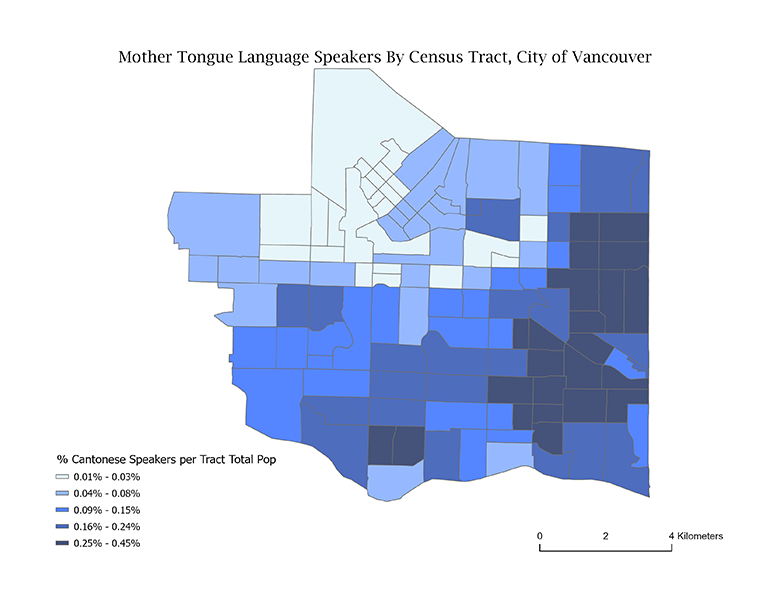 Mother Tongue Language Speakers By Census Tract, City of Vancouver
% Cantonese Speakers per Tract Total Pop
0.01% - 0.03%
0.04% - 0.08%
0.09% - 0.15%
0.16% - 0.24%
0.25% - 0.45%
0 2 4 Kilometers